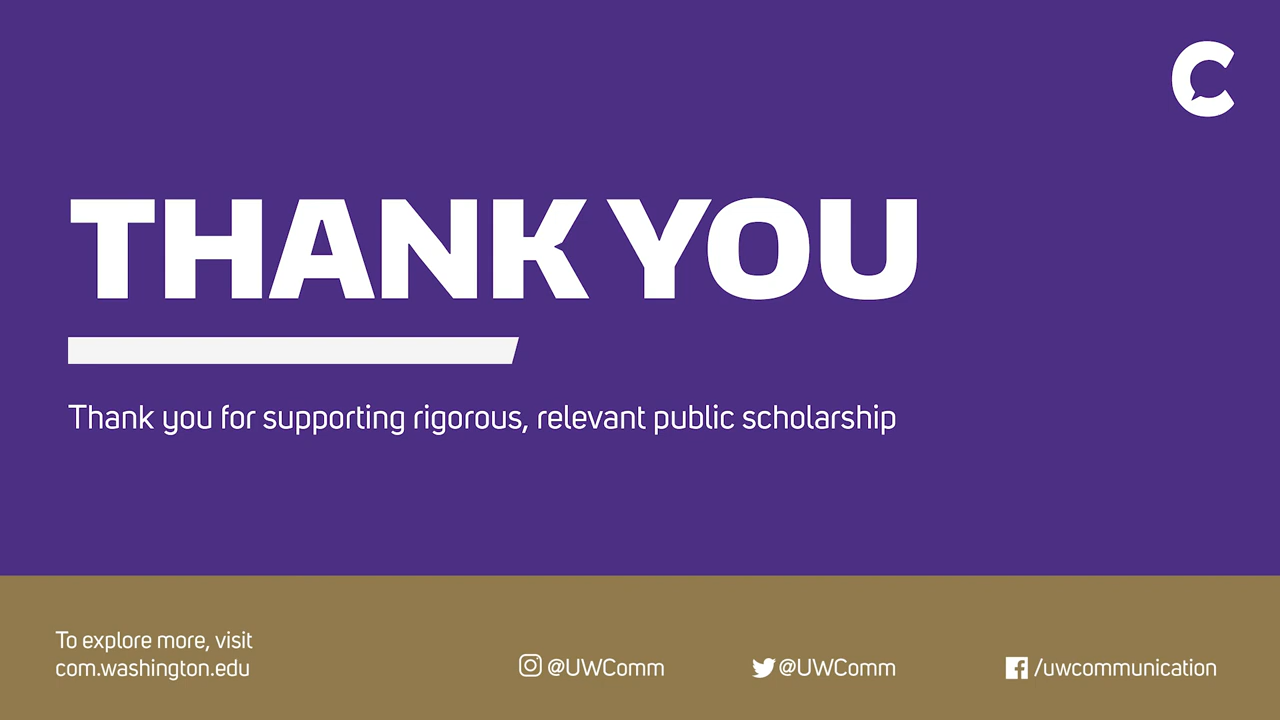 THANK YOU
Thank you for supporting rigorous, relevant public scholarship
To explore more, visit
com.washington.edu
@UWComm
@UWComm
/uwcommunication